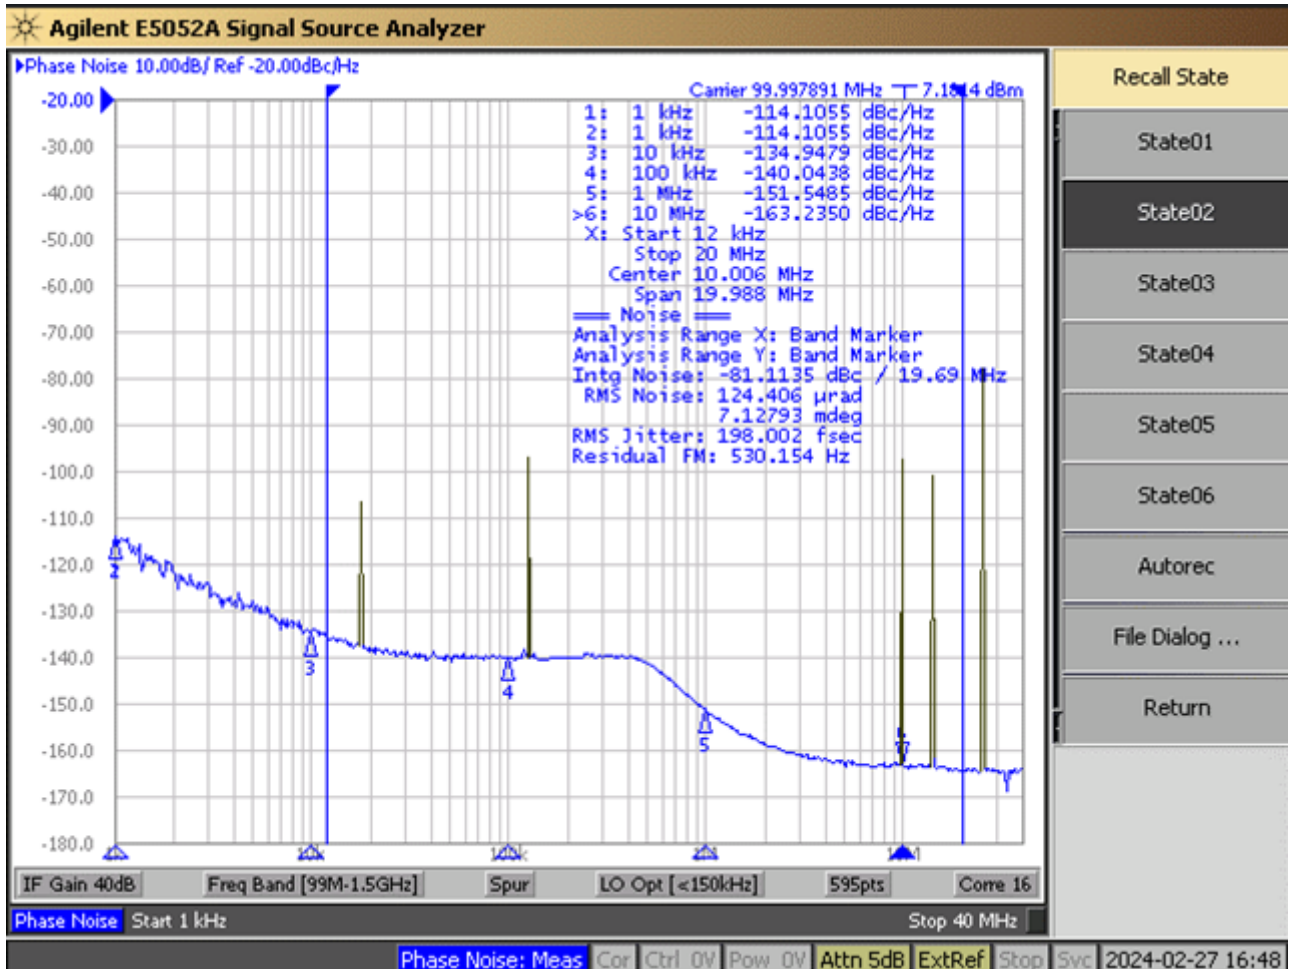 Agilent E5052A Signal Source Analyzer
Phase Noise 10.00dB/ Ref -20.00dBc/Hz
Carrier 99.997891 MHz 7.1814 dBm
-20.00
-30.00
-40.00
-50.00
-60.00
-70.00
-80.00
-90.00
-100.0
-110.0
-120.0
-130.0
-140.0
-150.0
-160.0
-170.0
-180.0
1: 1 kHz -114.1055 dBc/Hz
2: 1 kHz -114.1055 dBc/Hz
3: 10 kHz -134.9479 dBc/Hz
4: 100 kHz -140.0438 dBc/Hz
5: 1 MHz -151.5485 dBc/Hz
>6: 10 MHz -163.2350 dBc/Hz
X: Start 12 kHz
Stop 20 MHz
Center 10.006 MHz
Span 19.988 MHz
=== Noise ===
Analysis Range X: Band Marker
Analysis Range Y: Band Marker
Intg Noise: -81.1135 dBc / 19.69 MHz
RMS Noise: 124.406 µrad
7.12793 mdeg
RMS Jitter: 198.002 fsec
Residual FM: 530.154 Hz
2
3
4
5
IF Gain 40dB Freq Band [99M-1.5GHz] Spur LO Opt [<150kHz] 595pts Corre 16
Phase Noise Start 1 kHz Stop 40 MHz
Recall State
State01
State02
State03
State04
State05
State06
Autorec
File Dialog ...
Return
Phase Noise: Meas Cor Ctrl 0V Pow 0V Attn 5dB ExtRef Stop Svc 2024-02-27 16:48